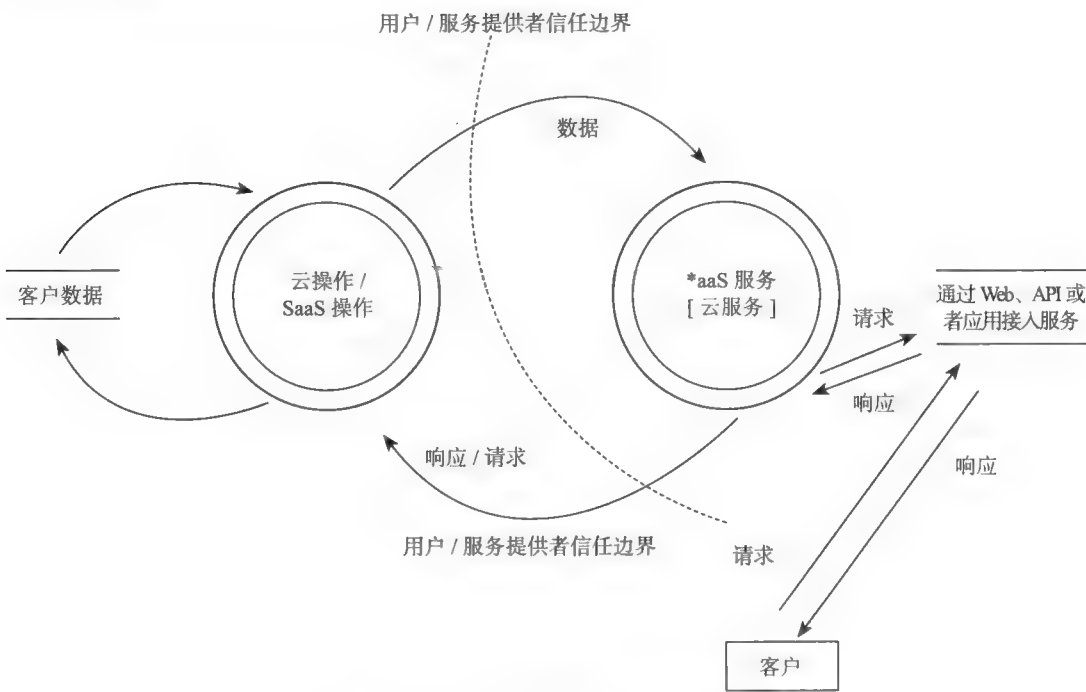 用户 / 服务提供者信任边界
数据
云操作 /
SaaS 操作
*aaS 服务
[ 云服务 ]
客户数据
通过 Web、API 或
者应用接入服务
请求
响应
响应 / 请求
响应
用户 / 服务提供者信任边界
请求
客户